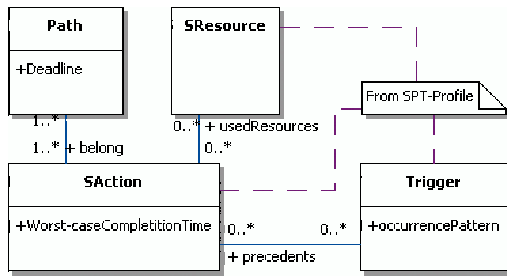 Path
SResource
+Deadline
From SPT-Profile
1..*
0..* + usedResources
1..* + belong
0..*
SAction
Trigger
+Worst-caseCompletitionTime
0..*
0..*
+occurrencePattern
+ precedents